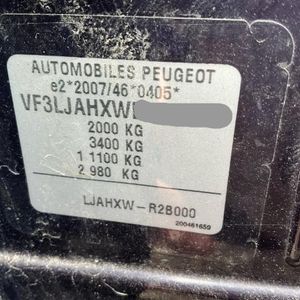 AUTOMOBILES PEUGEOT
e2*2007/46*0405*
VF3LJAHXW
2000 KG
3400 KG
1 1100 KG
2 980 KG
LJAHXW-R2B000
200461659